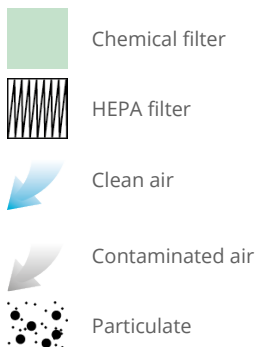 Chemical filter
HEPA filter
Clean air
Contaminated air
Particulate